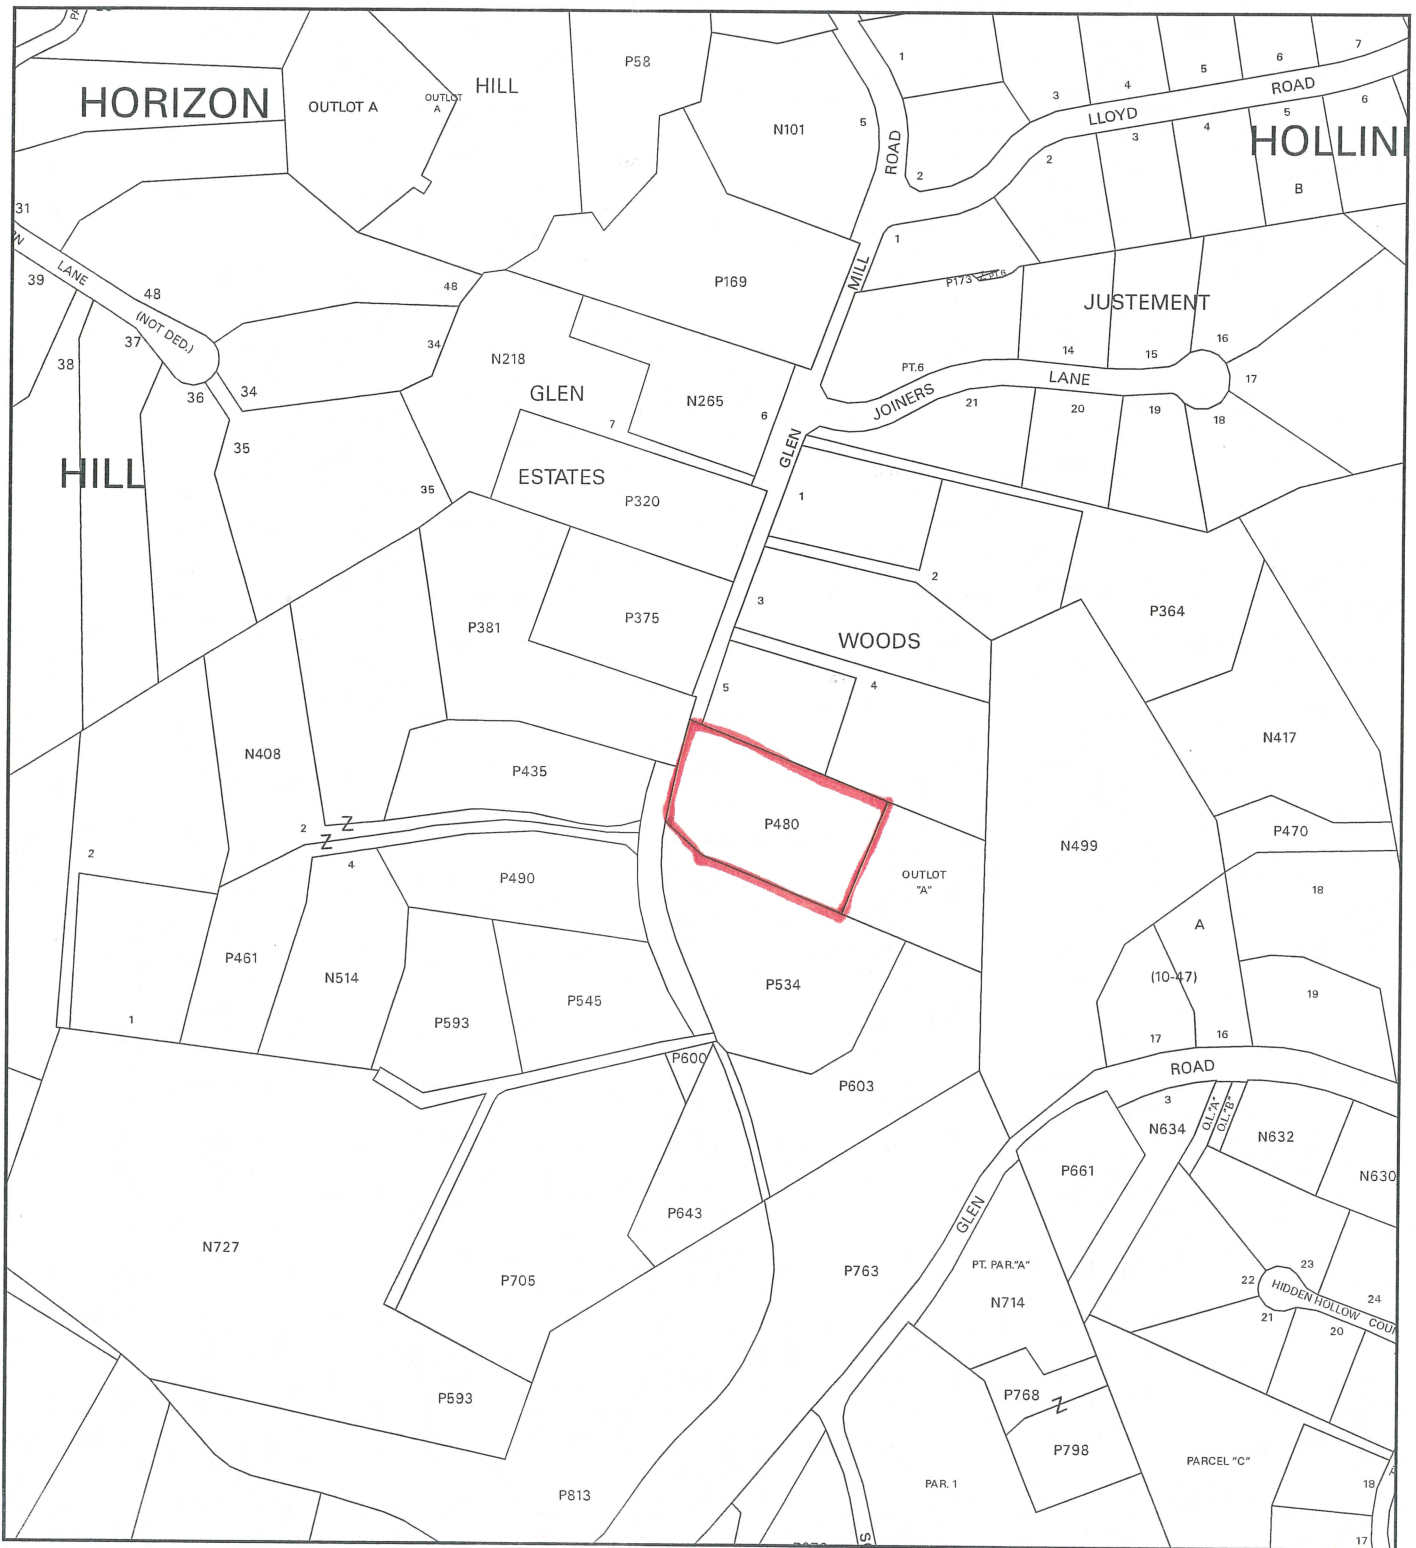 HORIZON
OUTLOT A
OUTLOT
A
HILL
P58
N101
5
ROAD
1
2
3
4
5
6
7
LLOYD
ROAD
2
3
4
5
6
HOLLIN
B
31
39
LANE
48
(NOT DED.)
37
38
36
34
35
48
34
35
HILL
P169
MILL
1
P173
PT.6
JUSTEMENT
14
15
16
17
18
19
20
21
PT.6
JOINERS
LANE
N218
GLEN
7
N265
6
ESTATES
P320
GLEN
1
2
3
WOODS
4
5
P364
P381
P375
N417
N408
P435
2
Z
Z
4
P480
OUTLOT
"A"
N499
P470
18
2
P490
A
(10-47)
19
17
16
P461
N514
P593
P545
P534
1
P600
P603
ROAD
3
N634
O.L."A"
O.L."B"
N632
N630
P661
GLEN
P643
N727
P705
P763
PT. PAR."A"
N714
22
23
24
HIDDEN HOLLOW
21
20
P593
P768
Z
P798
PAR. 1
PARCEL "C"
18
17
P813